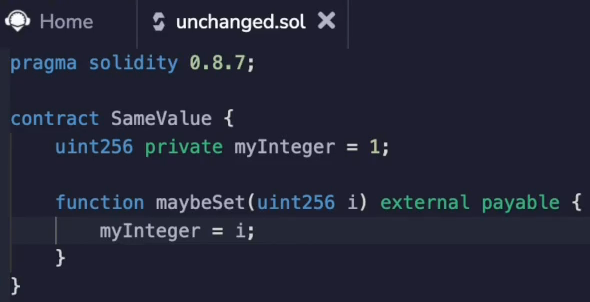 Home unchanged.sol
pragma solidity 0.8.7;
contract SameValue {
uint256 private myInteger = 1;
function maybeSet(uint256 i) external payable {
myInteger = i;
}
}